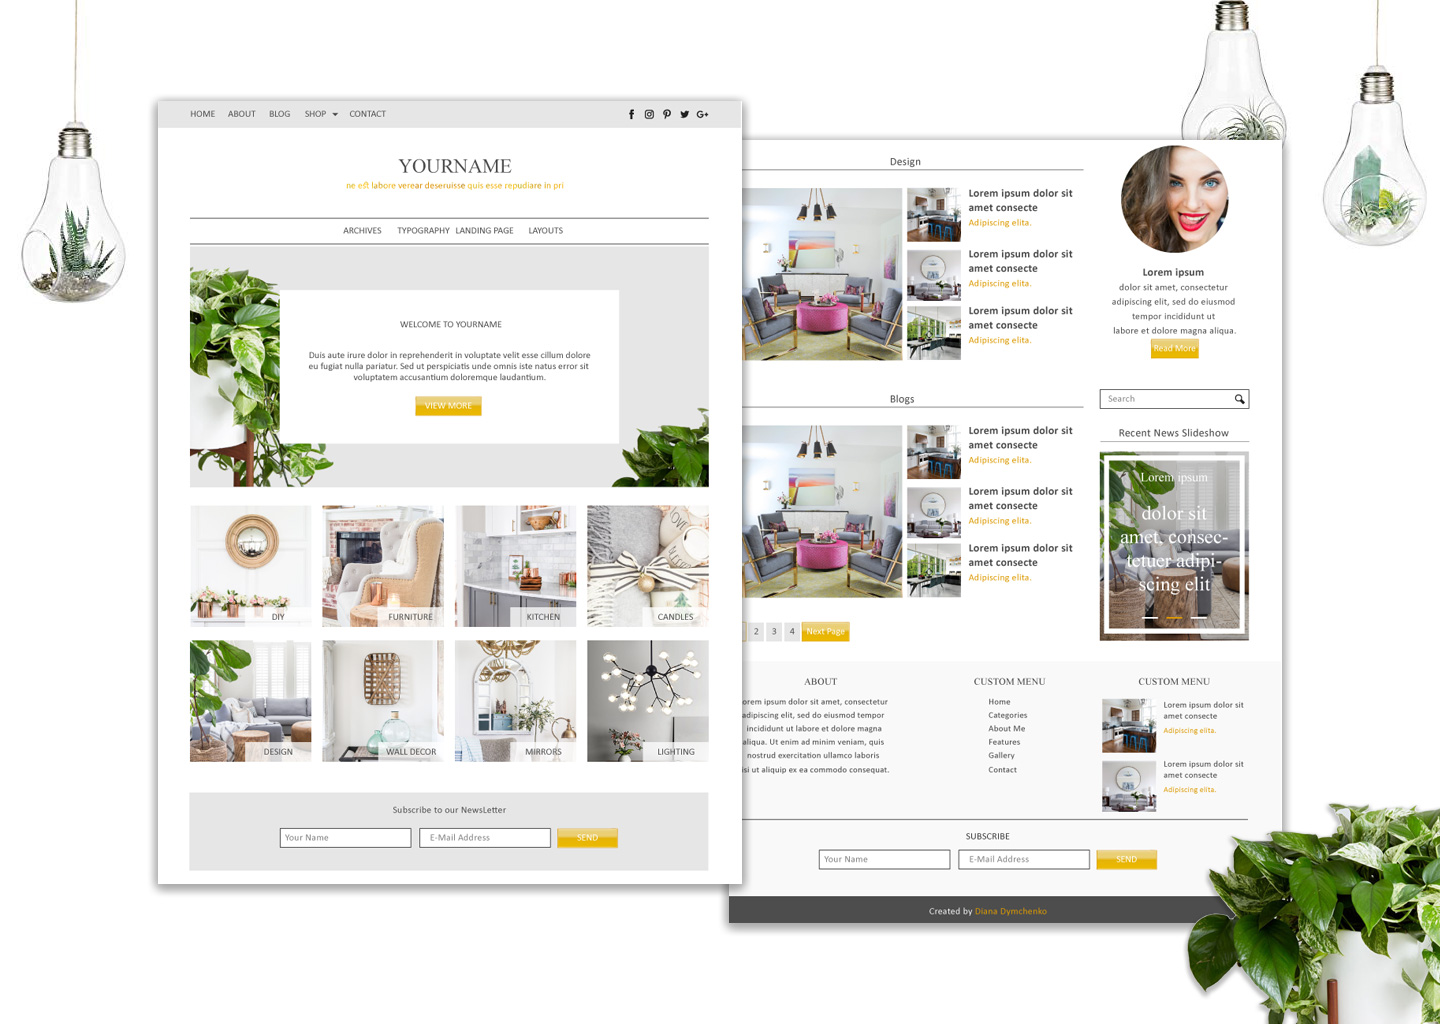 HOME ABOUT BLOG SHOP CONTACT
YOURNAME
ne est labore verear deseruisse quis esse repudiare in pri
ARCHIVES TYPOGRAPHY LANDING PAGE LAYOUTS
WELCOME TO YOURNAME
Duis aute irure dolor in reprehenderit in voluptate velit esse cillum dolore
eu fugiat nulla pariatur. Sed ut perspiciatis unde omnis iste natus error sit
voluptatem accusantium doloremque laudantium.
VIEW MORE
DIY
FURNITURE
KITCHEN
LOVE
CANDLES
DESIGN
WALL DECOR
MIRRORS
LIGHTING
Subscribe to our NewsLetter
Your Name
E-Mail Address
SEND
Design
Lorem ipsum dolor sit
amet consecte
Adipiscing elita.
Lorem ipsum dolor sit
amet consecte
Adipiscing elita.
Lorem ipsum dolor sit
amet consecte
Adipiscing elita.
Blogs
Lorem ipsum dolor sit
amet consecte
Adipiscing elita.
Lorem ipsum dolor sit
amet consecte
Adipiscing elita.
Lorem ipsum dolor sit
amet consecte
Adipiscing elita.
2 3 4 Next Page
Lorem ipsum
dolor sit amet, consectetur
adipiscing elit, sed do eiusmod
tempor incididunt ut
labore et dolore magna aliqua.
Read More
Search
Recent News Slideshow
Lorem ipsum
dolor sit
amet, consec-
tetuer adipi-
scing elit
ABOUT
orem ipsum dolor sit amet, consectetur
adipiscing elit, sed do eiusmod tempor
incididunt ut labore et dolore magna
aliqua. Ut enim ad minim veniam, quis
nostrud exercitation ullamco laboris
isi ut aliquip ex ea commodo consequat.
CUSTOM MENU
Home
Categories
About Me
Features
Gallery
Contact
CUSTOM MENU
Lorem ipsum dolor sit
amet consecte
Adipiscing elita.
Lorem ipsum dolor sit
amet consecte
Adipiscing elita.
SUBSCRIBE
Your Name
E-Mail Address
SEND
Created by Diana Dymchenko